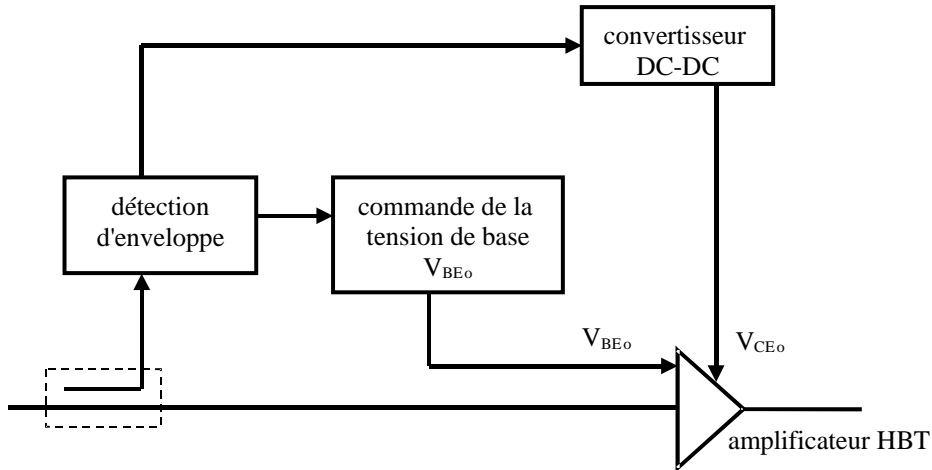 convertisseur
DC-DC
détection
d'enveloppe
commande de la
tension de base
VBEo
VBEo
VCEo
amplificateur HBT